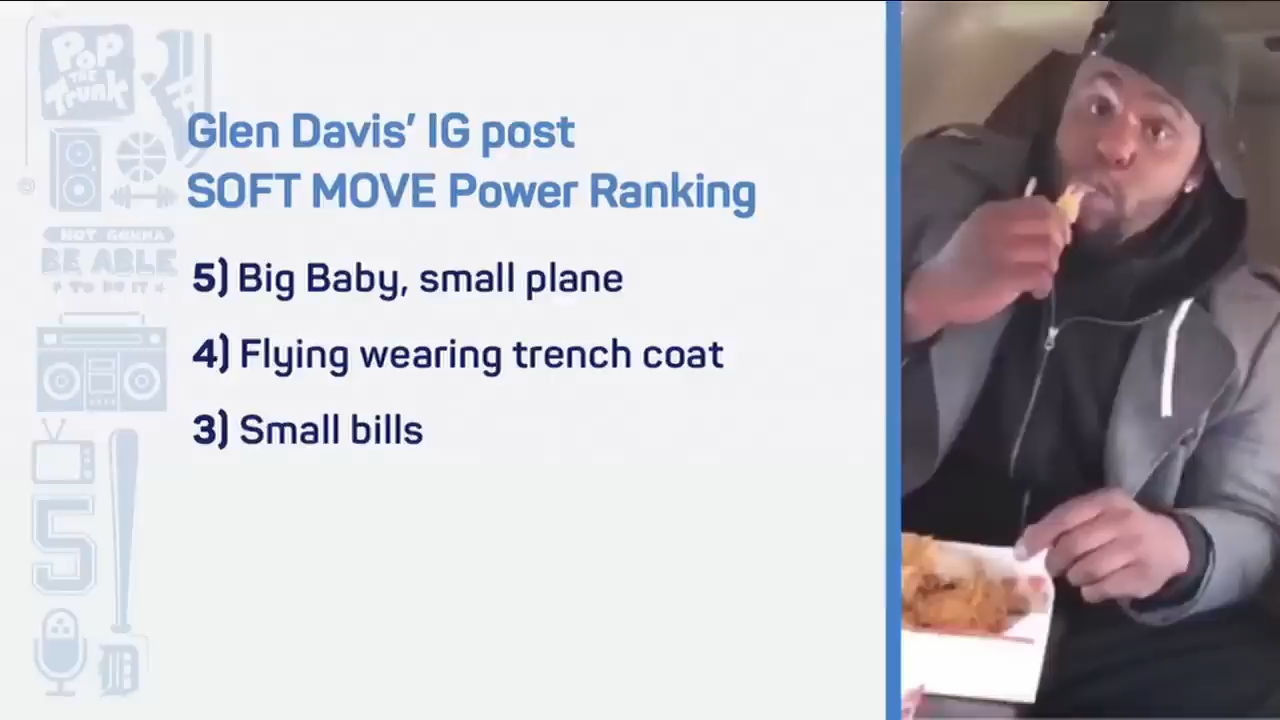 POP
THE
Trunk
Glen Davis' IG post
SOFT MOVE Power Ranking
NOT GONNA
BE ABLE
TO DO IT
5) Big Baby, small plane
4) Flying wearing trench coat
3) Small bills
5
D